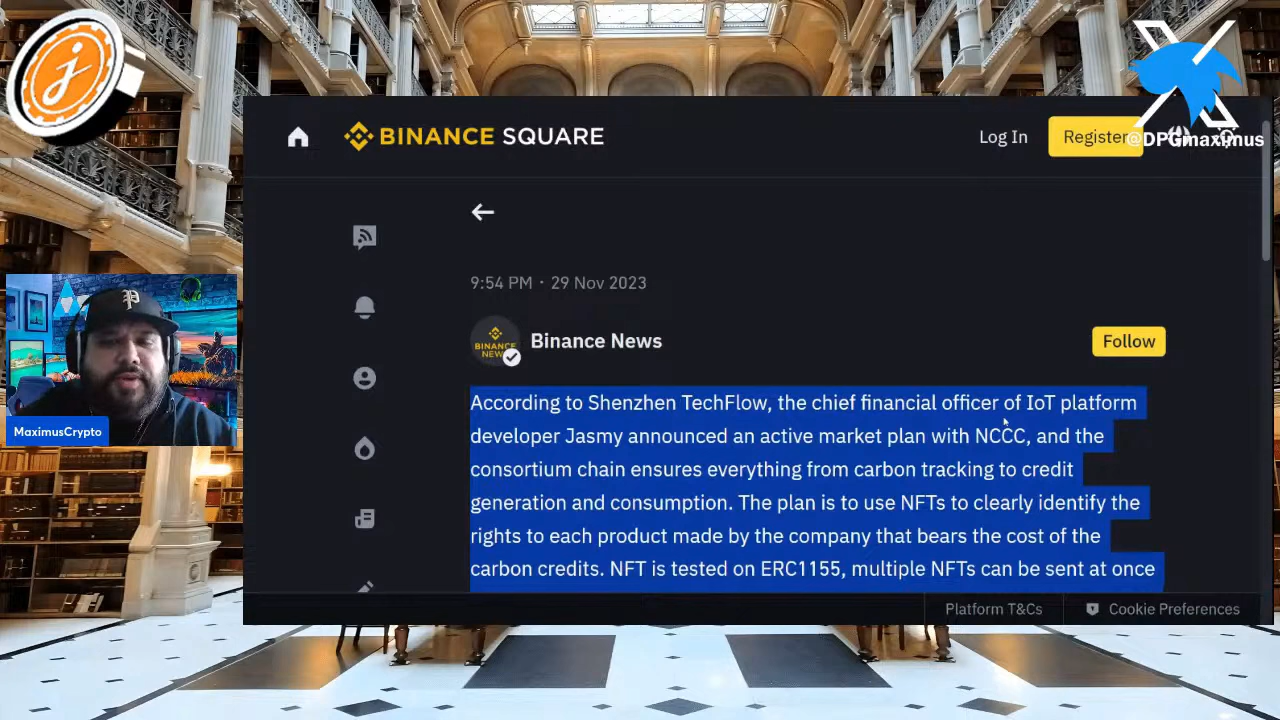 BINANCE SQUARE
Log In
Register
@DPGmaximus
9:54 PM · 29 Nov 2023
BINANCE
NEWS
Binance News
Follow
According to Shenzhen TechFlow, the chief financial officer of IoT platform
developer Jasmy announced an active market plan with NCCC, and the
consortium chain ensures everything from carbon tracking to credit
generation and consumption. The plan is to use NFTs to clearly identify the
rights to each product made by the company that bears the cost of the
carbon credits. NFT is tested on ERC1155, multiple NFTs can be sent at once
MaximusCrypto
Platform T&Cs
Cookie Preferences